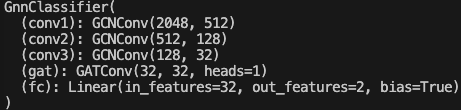 GnnClassifier(
  (conv1): GCNConv(2048, 512)
  (conv2): GCNConv(512, 128)
  (conv3): GCNConv(128, 32)
  (gat): GATConv(32, 32, heads=1)
  (fc): Linear(in_features=32, out_features=2, bias=True)
)